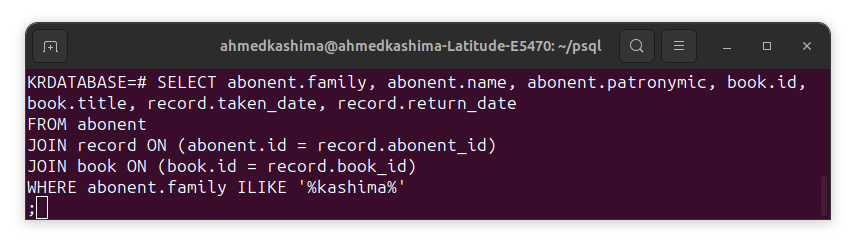 ahmedkashima@ahmedkashima-Latitude-E5470: ~/psql
KRDATABASE=# SELECT abonent.family, abonent.name, abonent.patronymic, book.id,
book.title, record.taken_date, record.return_date
FROM abonent
JOIN record ON (abonent.id = record.abonent_id)
JOIN book ON (book.id = record.book_id)
WHERE abonent.family ILIKE '%kashima%'
;